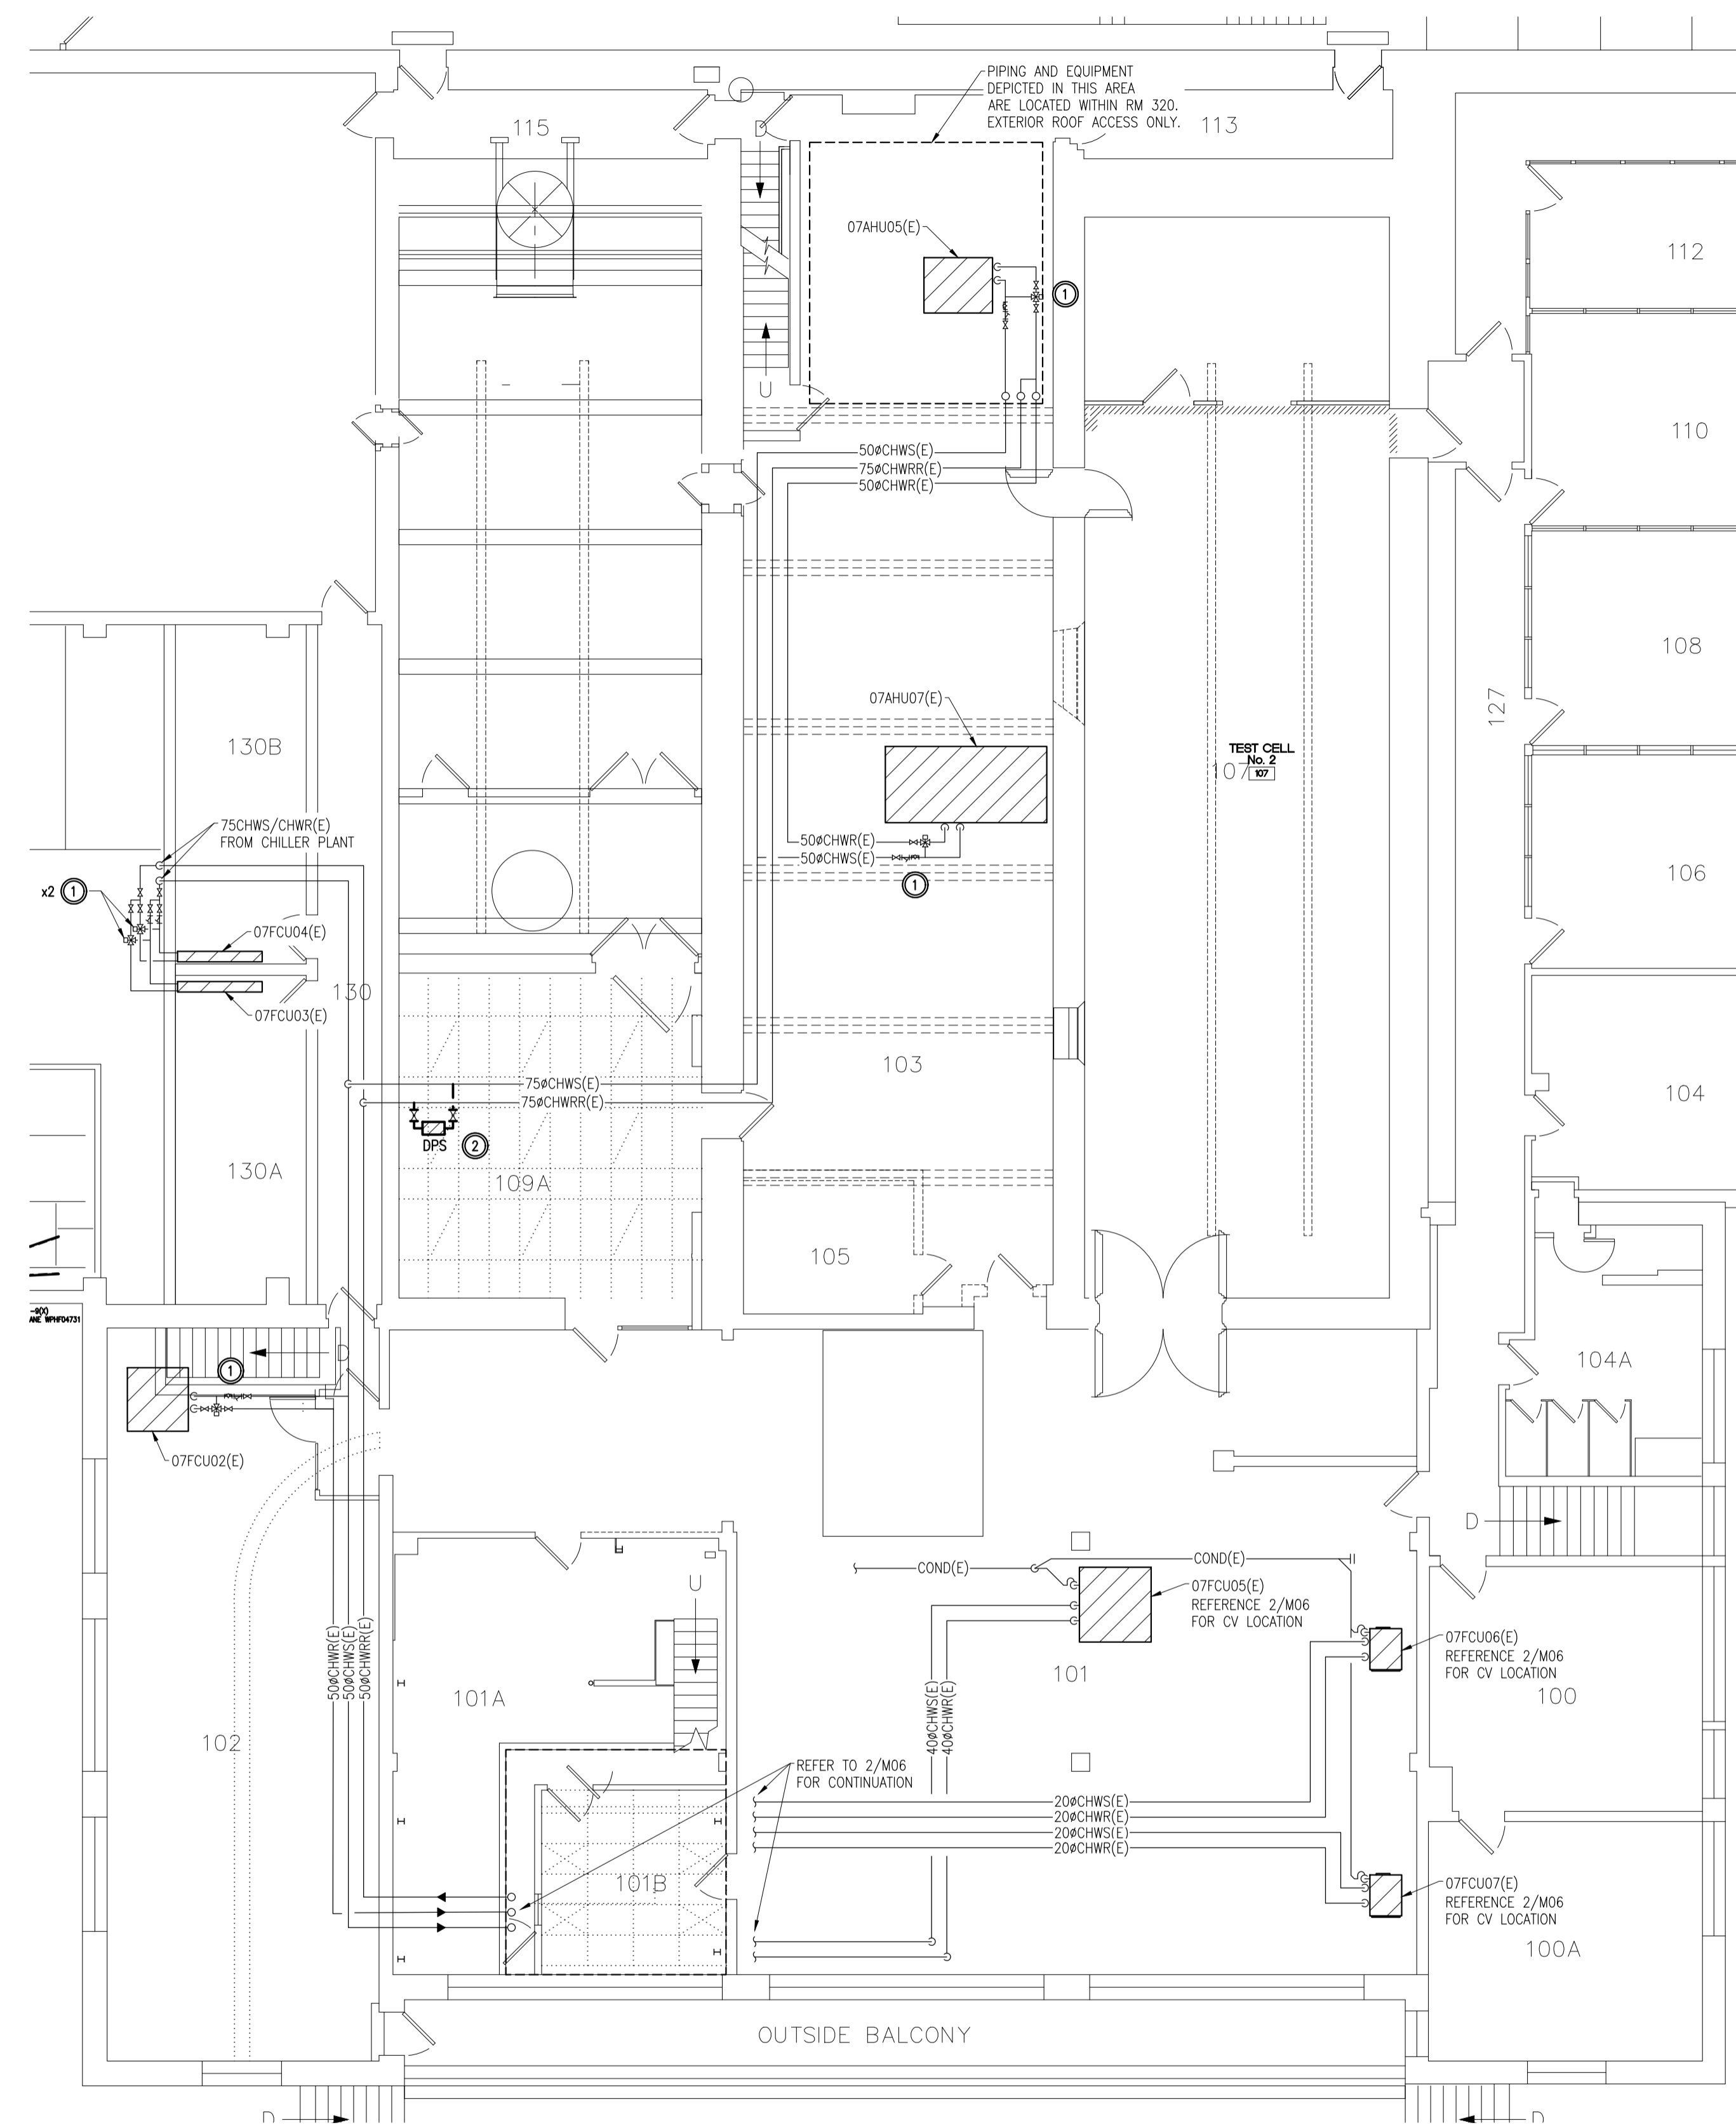 PIPING AND EQUIPMENT
DEPICTED IN THIS AREA
ARE LOCATED WITHIN RM 320.
EXTERIOR ROOF ACCESS ONLY.
115
D
113
07AHU05(E)
112
1
U
110
50øCHWS(E)
75øCHWRR(E)
50øCHWR(E)
108
127
07AHU07(E)
130B
TEST CELL
No. 2
107
107
75CHWS/CHWR(E)
FROM CHILLER PLANT
50øCHWR(E)
50øCHWS(E)
106
x2 1
1
07FCU04(E)
130
07FCU03(E)
103
75øCHWS(E)
75øCHWRR(E)
104
DPS 2
130A
109A
105
-9(X)
ANE WPHF04731
D
1
104A
07FCU02(E)
D
COND(E)
COND(E)
U
07FCU05(E)
REFERENCE 2/M06
FOR CV LOCATION
50øCHWR(E)
50øCHWS(E)
50øCHWRR(E)
07FCU06(E)
REFERENCE 2/M06
FOR CV LOCATION
101
100
101A
40øCHWS(E)
40øCHWR(E)
102
REFER TO 2/M06
FOR CONTINUATION
20øCHWS(E)
20øCHWR(E)
20øCHWS(E)
20øCHWR(E)
101B
07FCU07(E)
REFERENCE 2/M06
FOR CV LOCATION
100A
OUTSIDE BALCONY
D
D